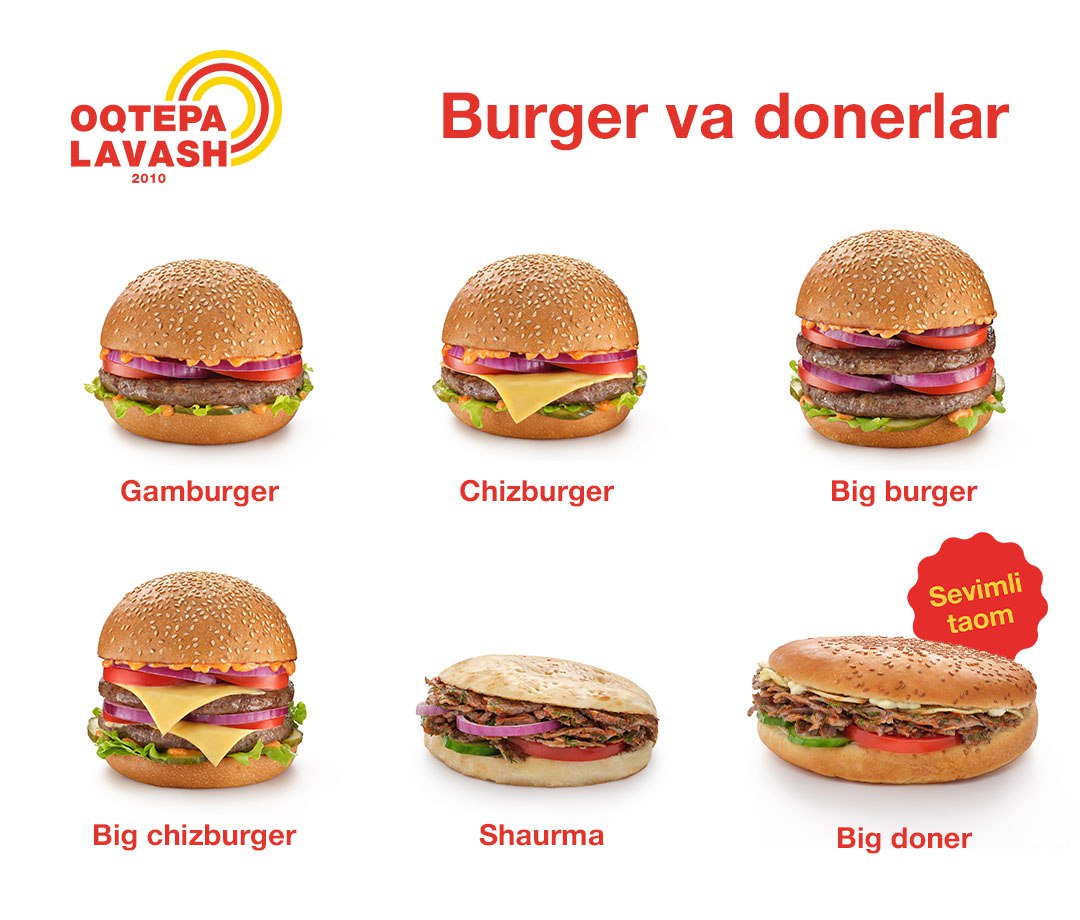 OQTEPA
LAVASH
2010
Burger va donerlar
Gamburger
Chizburger
Big burger
Sevimli
taom
Big chizburger
Shaurma
Big doner